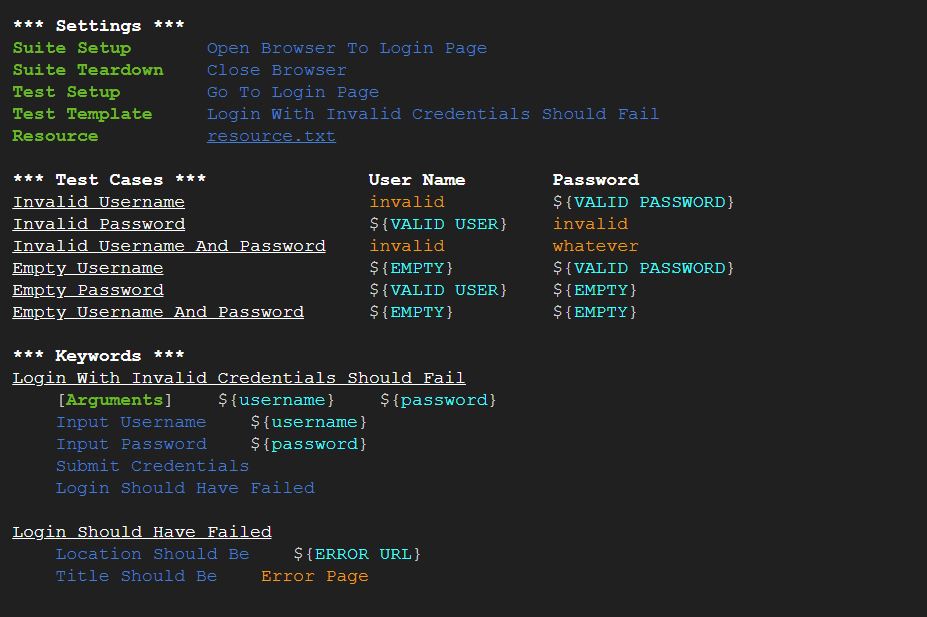 *** Settings ***
Suite Setup       Open Browser To Login Page
Suite Teardown    Close Browser
Test Setup        Go To Login Page
Test Template     Login With Invalid Credentials Should Fail
Resource          resource.txt

*** Test Cases ***               User Name        Password
Invalid Username                 invalid          ${VALID PASSWORD}
Invalid Password                 ${VALID USER}    invalid
Invalid Username And Password    invalid          whatever
Empty Username                   ${EMPTY}         ${VALID PASSWORD}
Empty Password                   ${VALID USER}    ${EMPTY}
Empty Username And Password      ${EMPTY}         ${EMPTY}

*** Keywords ***
Login With Invalid Credentials Should Fail
    [Arguments]    ${username}    ${password}
    Input Username    ${username}
    Input Password    ${password}
    Submit Credentials
    Login Should Have Failed

Login Should Have Failed
    Location Should Be    ${ERROR URL}
    Title Should Be    Error Page